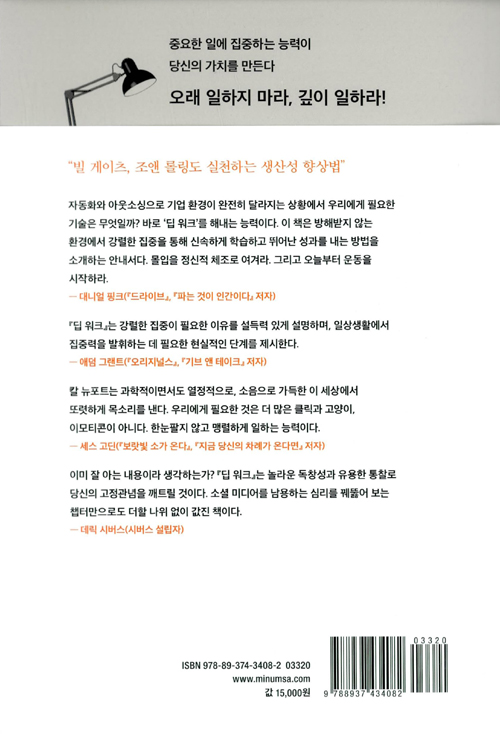 중요한 일에 집중하는 능력이
당신의 가치를 만든다
오래 일하지 마라, 깊이 일하라!
“빌 게이츠, 조앤 롤링도 실천하는 생산성 향상법”
자동화와 아웃소싱으로 기업 환경이 완전히 달라지는 상황에서 우리에게 필요한
기술은 무엇일까? 바로 ‘딥 워크’를 해내는 능력이다. 이 책은 방해받지 않는
환경에서 강렬한 집중을 통해 신속하게 학습하고 뛰어난 성과를 내는 방법을
소개하는 안내서다. 몰입을 정신적 체조로 여겨라. 그리고 오늘부터 운동을
시작하라.
— 대니얼 핑크(『드라이브』, 『파는 것이 인간이다』 저자)
『딥 워크』는 강렬한 집중이 필요한 이유를 설득력 있게 설명하며, 일상생활에서
집중력을 발휘하는 데 필요한 현실적인 단계를 제시한다.
— 애덤 그랜트(『오리지널스』, 『기브 앤 테이크』 저자)
칼 뉴포트는 과학적이면서도 열정적으로, 소음으로 가득한 이 세상에서
또렷하게 목소리를 낸다. 우리에게 필요한 것은 더 많은 클릭과 고양이,
이모티콘이 아니다. 한눈팔지 않고 맹렬하게 일하는 능력이다.
— 세스 고딘(『보랏빛 소가 온다』, 『지금 당신의 차례가 온다면』 저자)
이미 잘 아는 내용이라 생각하는가? 『딥 워크』는 놀라운 독창성과 유용한 통찰로
당신의 고정관념을 깨트릴 것이다. 소셜 미디어를 남용하는 심리를 꿰뚫어 보는
챕터만으로도 더할 나위 없이 값진 책이다.
— 데릭 시버스(시버스 설립자)
03320
ISBN 978-89-374-3408-2 03320
www.minumsa.com
값 15,000원
9 788937 434082